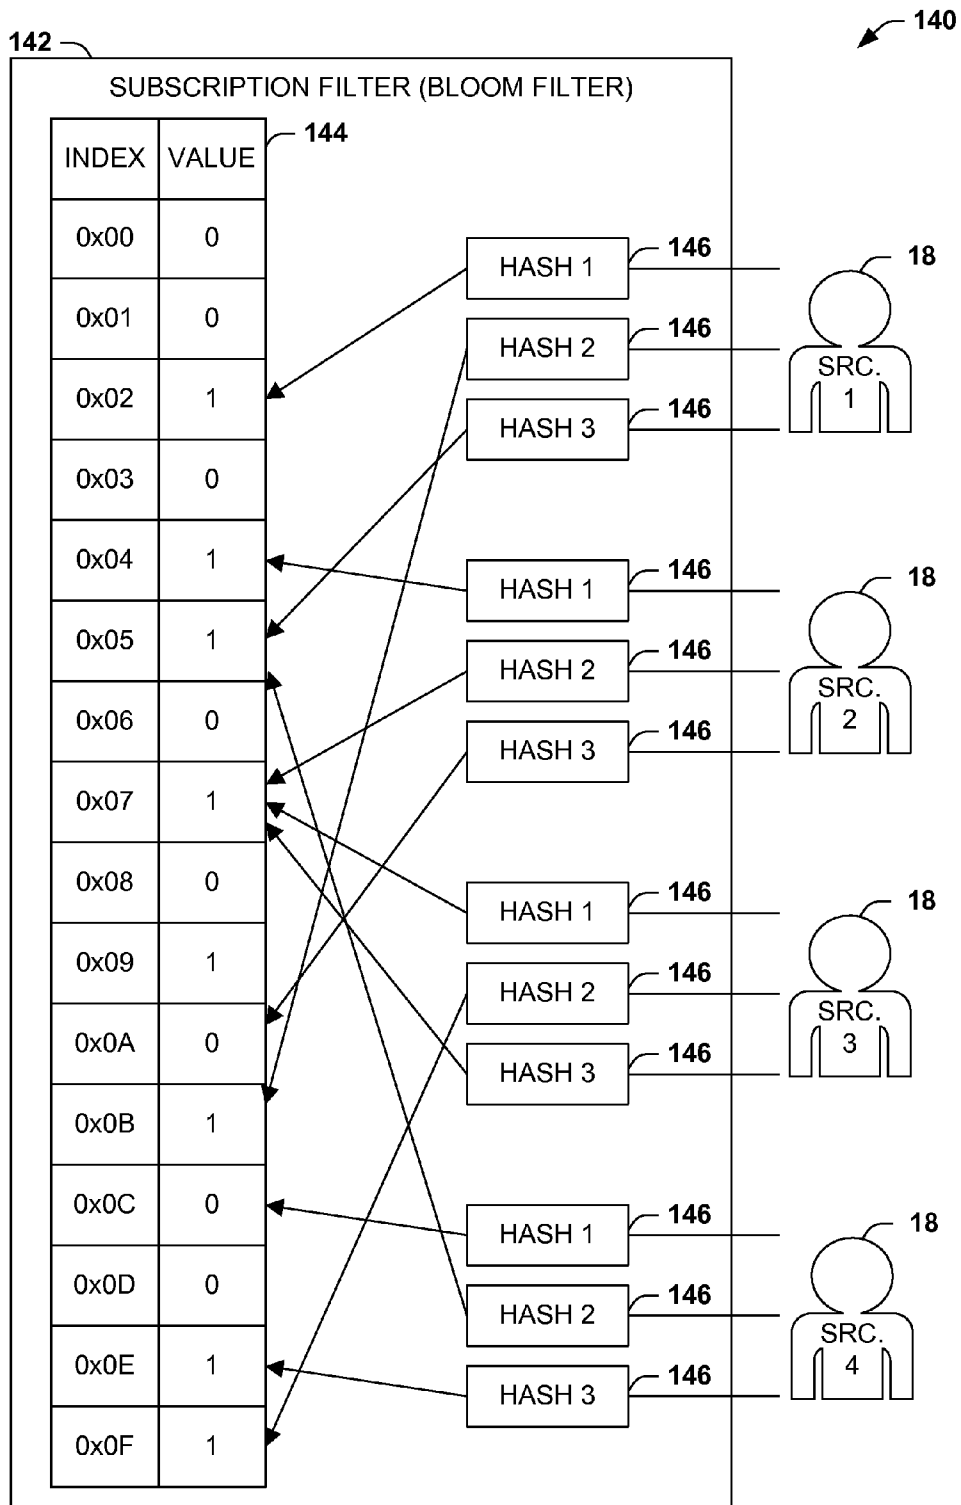 140
142
SUBSCRIPTION FILTER (BLOOM FILTER)
144
INDEX VALUE
0x00 0
0x01 0
0x02 1
0x03 0
0x04 1
0x05 1
0x06 0
0x07 1
0x08 0
0x09 1
0x0A 0
0x0B 1
0x0C 0
0x0D 0
0x0E 1
0x0F 1
HASH 1 146
HASH 2 146
HASH 3 146
18
SRC.
1
HASH 1 146
HASH 2 146
HASH 3 146
18
SRC.
2
HASH 1 146
HASH 2 146
HASH 3 146
18
SRC.
3
HASH 1 146
HASH 2 146
HASH 3 146
18
SRC.
4